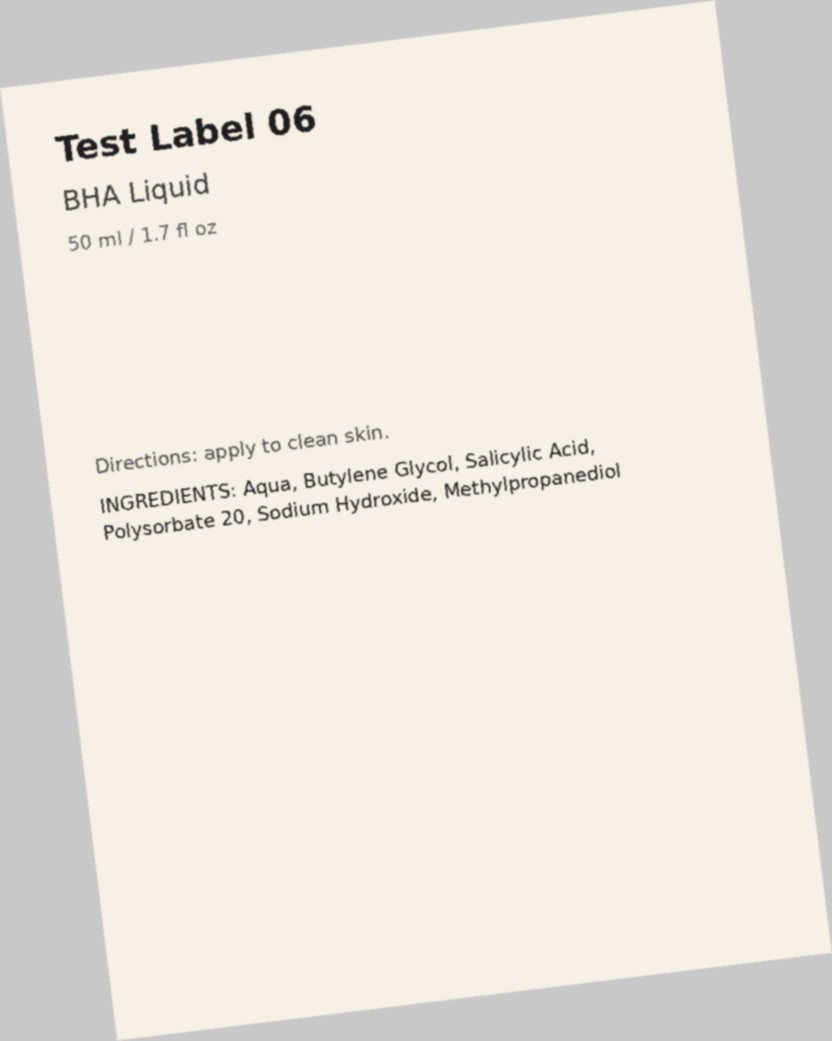 Test Label 06
BHA Liquid
50 ml / 1.7 fl oz
Directions: apply to clean skin.
INGREDIENTS: Aqua, Butylene Glycol, Salicylic Acid,
Polysorbate 20, Sodium Hydroxide, Methylpropanediol